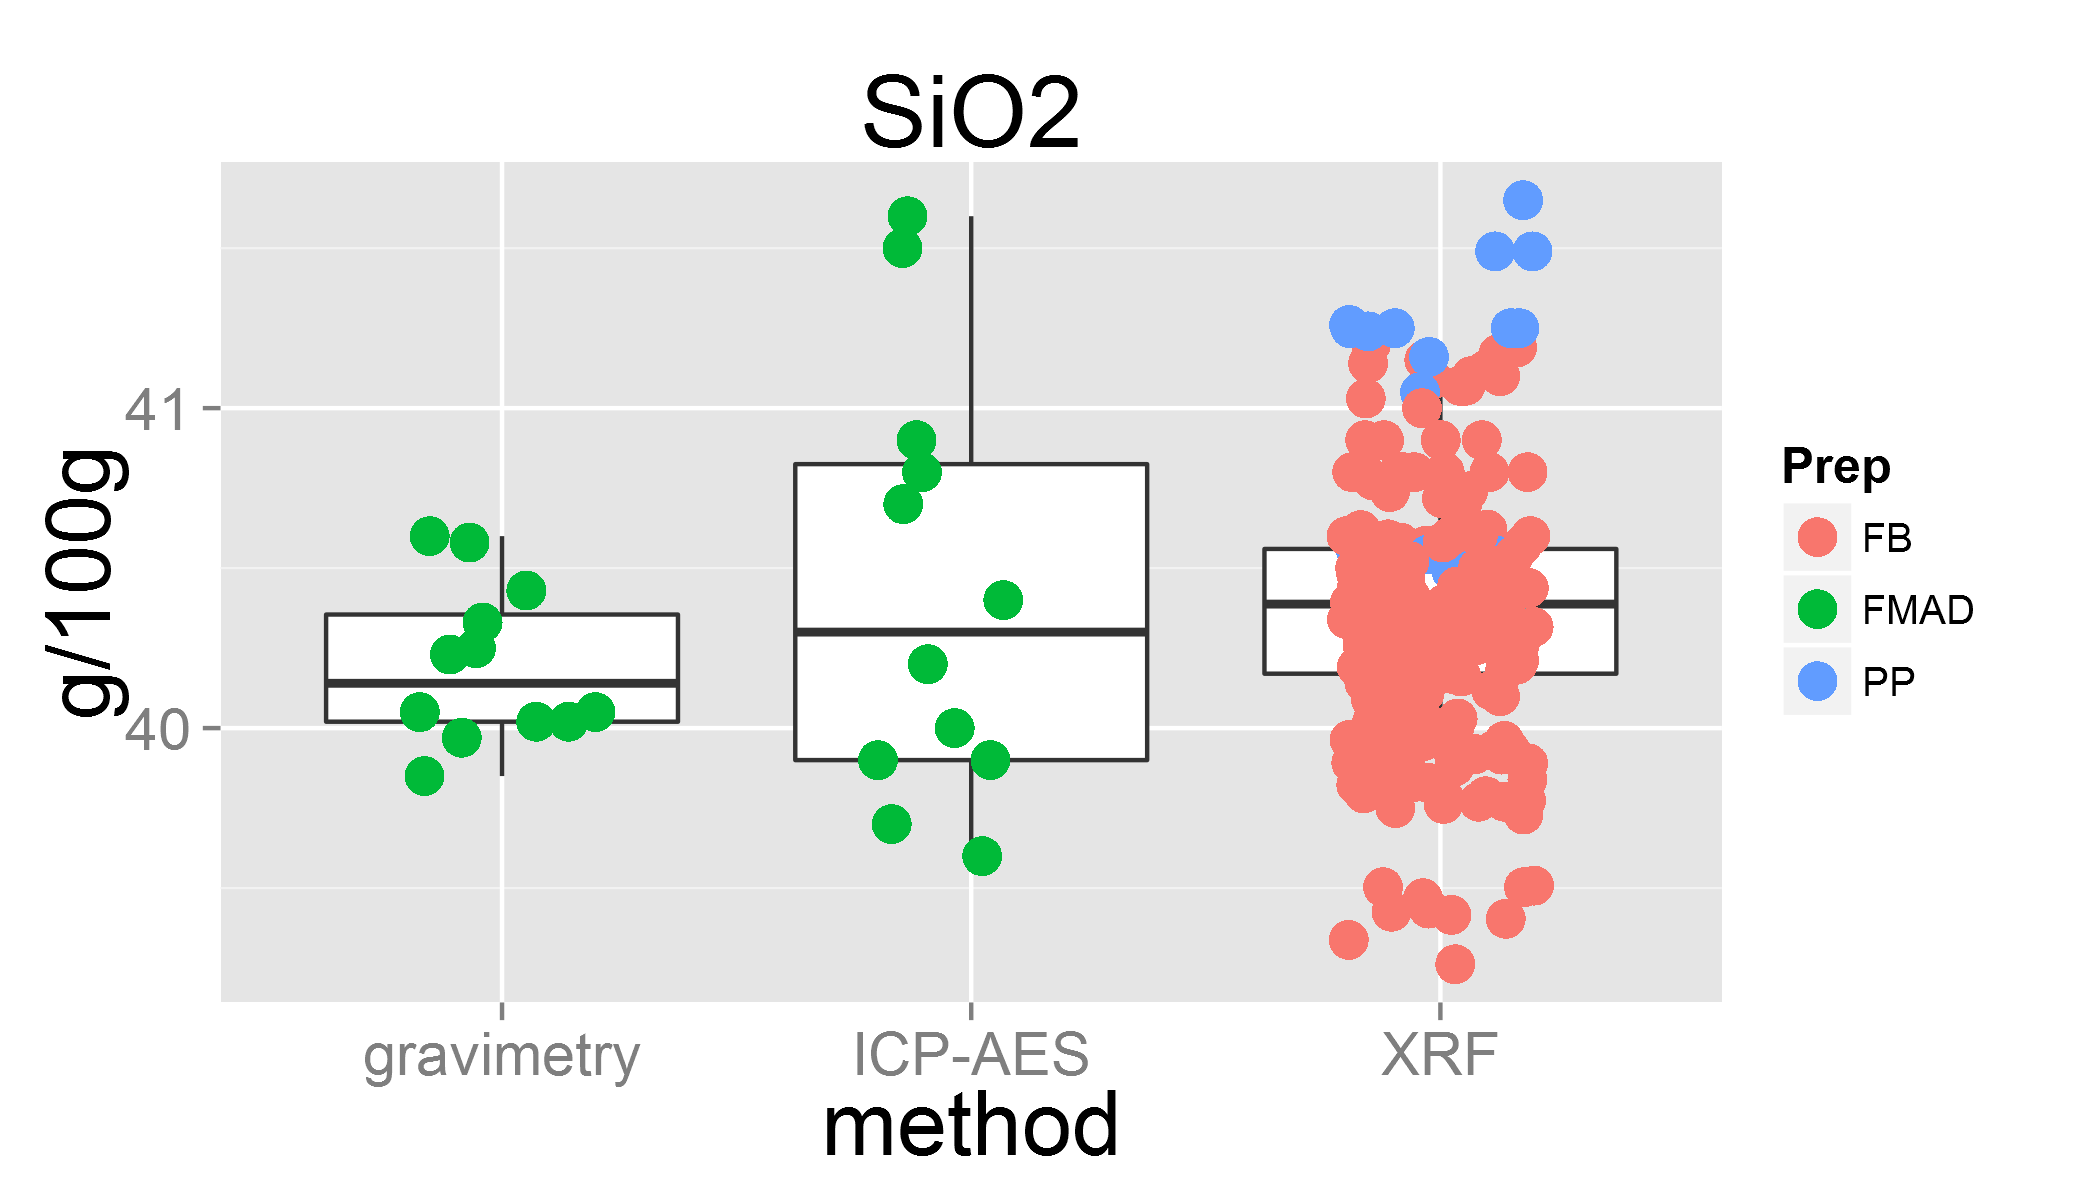 SiO2
g/100g
41
40
gravimetry
ICP-AES
XRF
method
Prep
FB
FMAD
PP